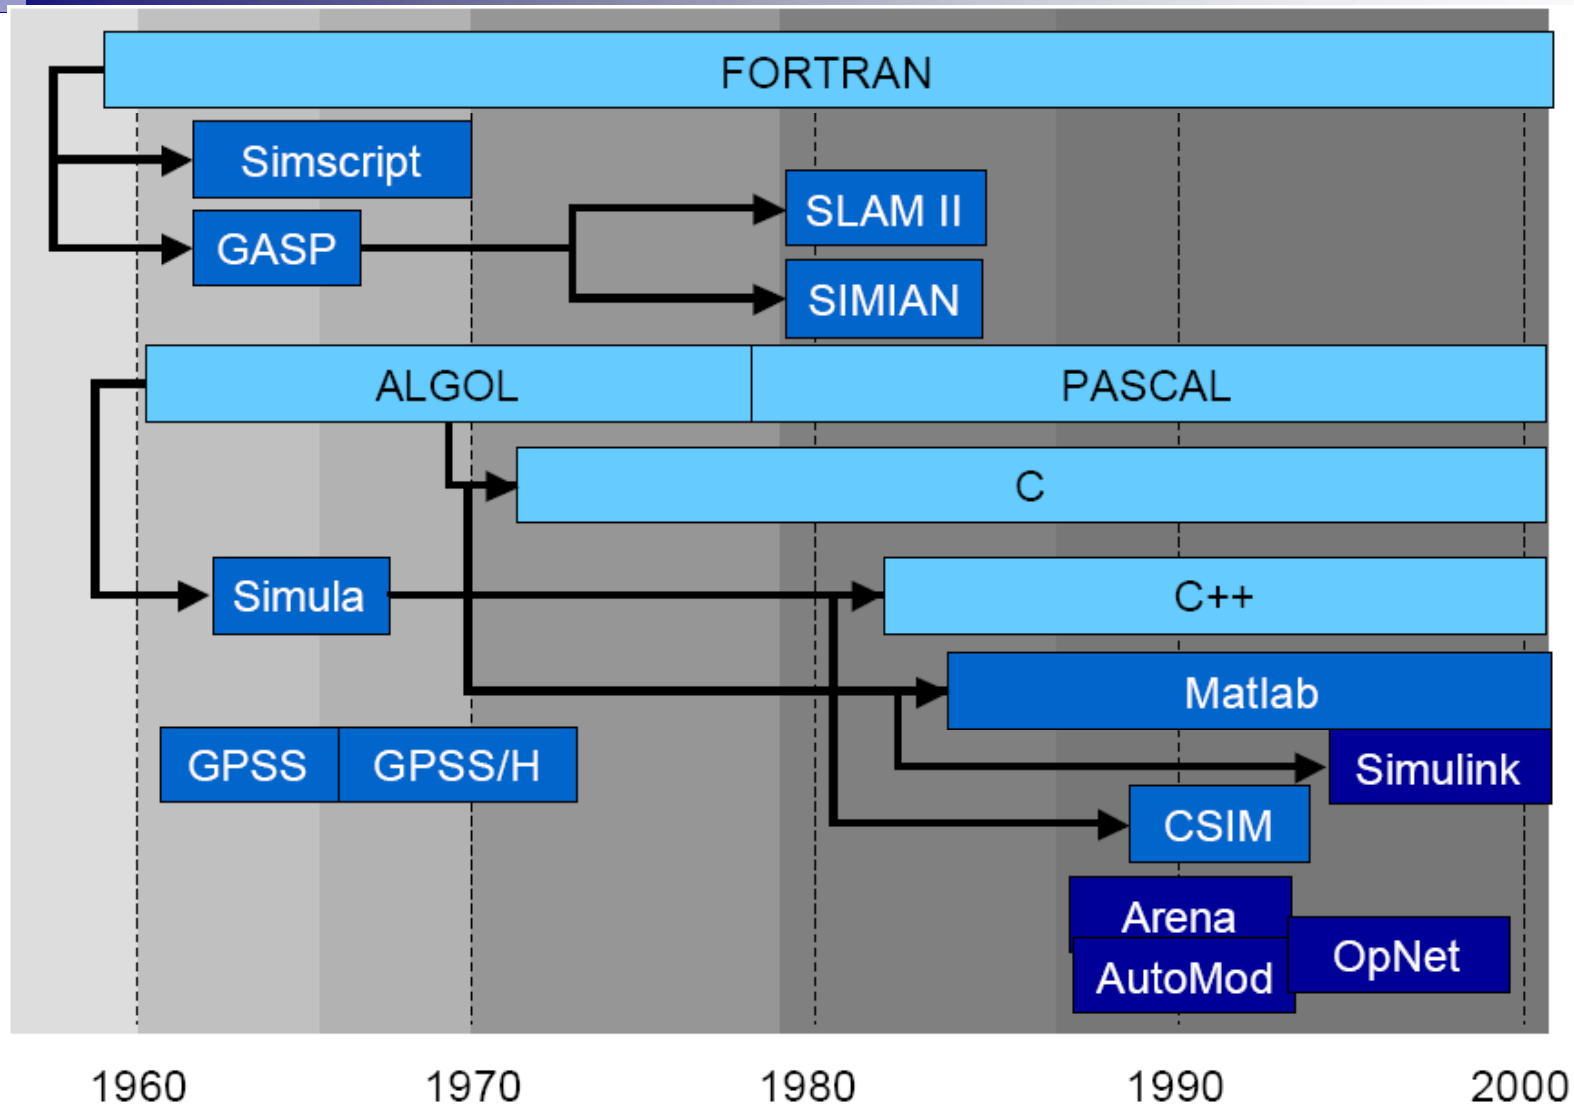 FORTRAN
Simscript
SLAM II
GASP
SIMIAN
ALGOL
PASCAL
C
Simula
C++
Matlab
GPSS
GPSS/H
Simulink
CSIM
Arena
OpNet
AutoMod
1960
1970
1980
1990
2000